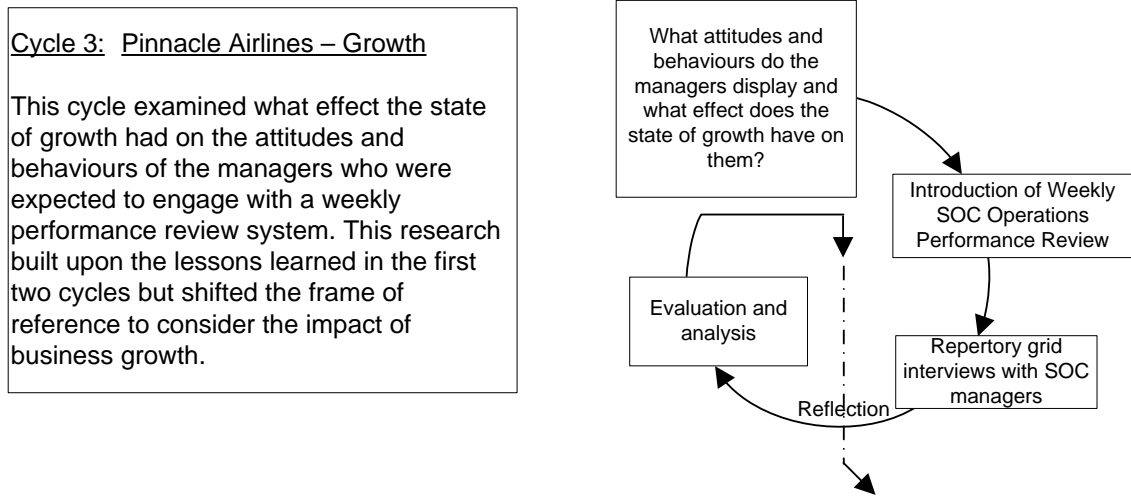 Cycle 3: Pinnacle Airlines – Growth
This cycle examined what effect the state
of growth had on the attitudes and
behaviours of the managers who were
expected to engage with a weekly
performance review system. This research
built upon the lessons learned in the first
two cycles but shifted the frame of
reference to consider the impact of
business growth.
What attitudes and
behaviours do the
managers display and
what effect does the
state of growth have on
them?
Introduction of Weekly
SOC Operations
Performance Review
Repertory grid
interviews with SOC
managers
Reflection
Evaluation and
analysis